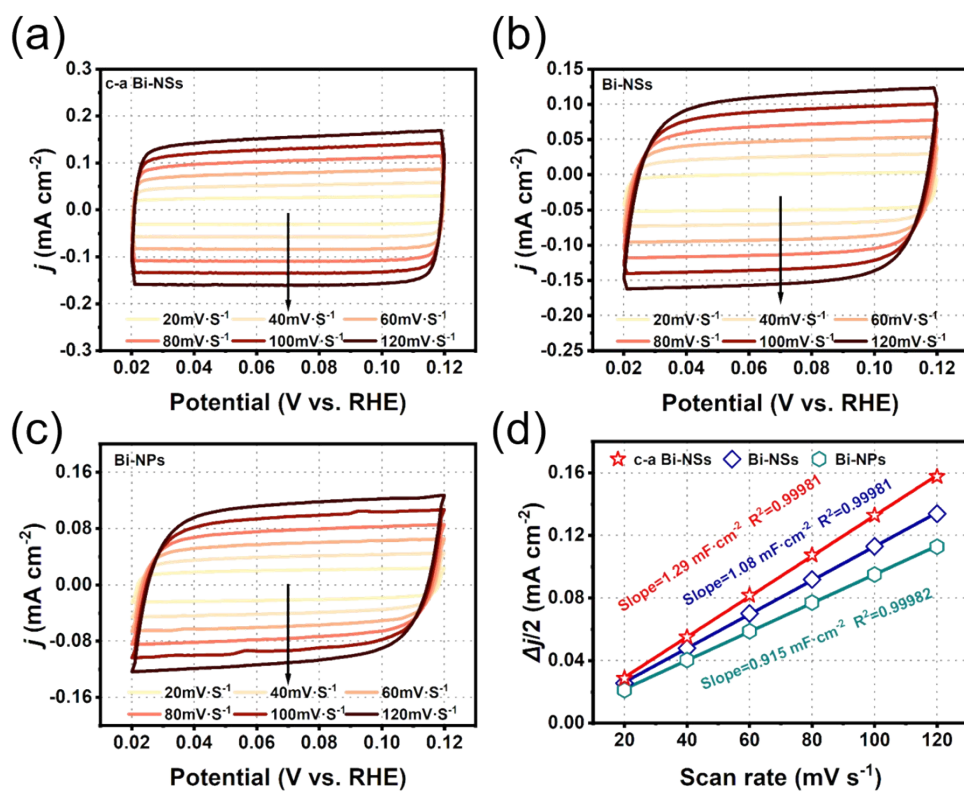 (a)
0.3
0.2
0.1
0.0
-0.1
-0.2
-0.3
j (mA cm⁻²)
c-a Bi-NSs
20mV·S⁻¹ 40mV·S⁻¹ 60mV·S⁻¹
80mV·S⁻¹ 100mV·S⁻¹ 120mV·S⁻¹
0.02 0.04 0.06 0.08 0.10 0.12
Potential (V vs. RHE)
(b)
0.15
0.10
0.05
0.00
-0.05
-0.10
-0.15
-0.20
-0.25
j (mA cm⁻²)
Bi-NSs
20mV·S⁻¹ 40mV·S⁻¹ 60mV·S⁻¹
80mV·S⁻¹ 100mV·S⁻¹ 120mV·S⁻¹
0.02 0.04 0.06 0.08 0.10 0.12
Potential (V vs. RHE)
(c)
0.16
0.08
0.00
-0.08
-0.16
j (mA cm⁻²)
Bi-NPs
20mV·S⁻¹ 40mV·S⁻¹ 60mV·S⁻¹
80mV·S⁻¹ 100mV·S⁻¹ 120mV·S⁻¹
0.02 0.04 0.06 0.08 0.10 0.12
Potential (V vs. RHE)
(d)
0.16
0.12
0.08
0.04
0.00
Δj/2 (mA cm⁻²)
c-a Bi-NSs Bi-NSs Bi-NPs
Slope=1.29 mF·cm⁻² R²=0.99981
Slope=1.08 mF·cm⁻² R²=0.99981
Slope=0.915 mF·cm⁻² R²=0.99982
20 40 60 80 100 120
Scan rate (mV s⁻¹)